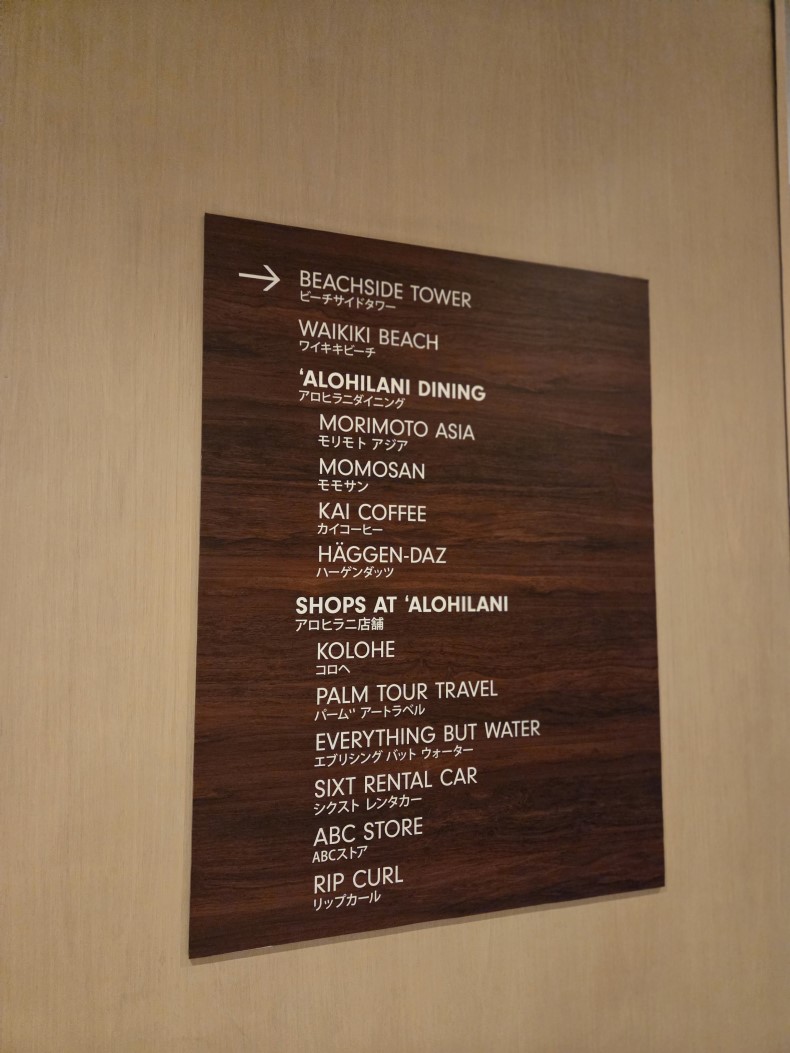 → BEACHSIDE TOWER
ビーチサイドタワー
WAIKIKI BEACH
ワイキキビーチ
‘ALOHILANI DINING
アロヒラニダイニング
MORIMOTO ASIA
モリモト アジア
MOMOSAN
モモサン
KAI COFFEE
カイコーヒー
HÄGGEN-DAZ
ハーゲンダッツ
SHOPS AT ‘ALOHILANI
アロヒラニ店舗
KOLOHE
コロヘ
PALM TOUR TRAVEL
パーム" アートラベル
EVERYTHING BUT WATER
エブリシング バット ウォーター
SIXT RENTAL CAR
シクスト レンタカー
ABC STORE
ABCストア
RIP CURL
リップカール